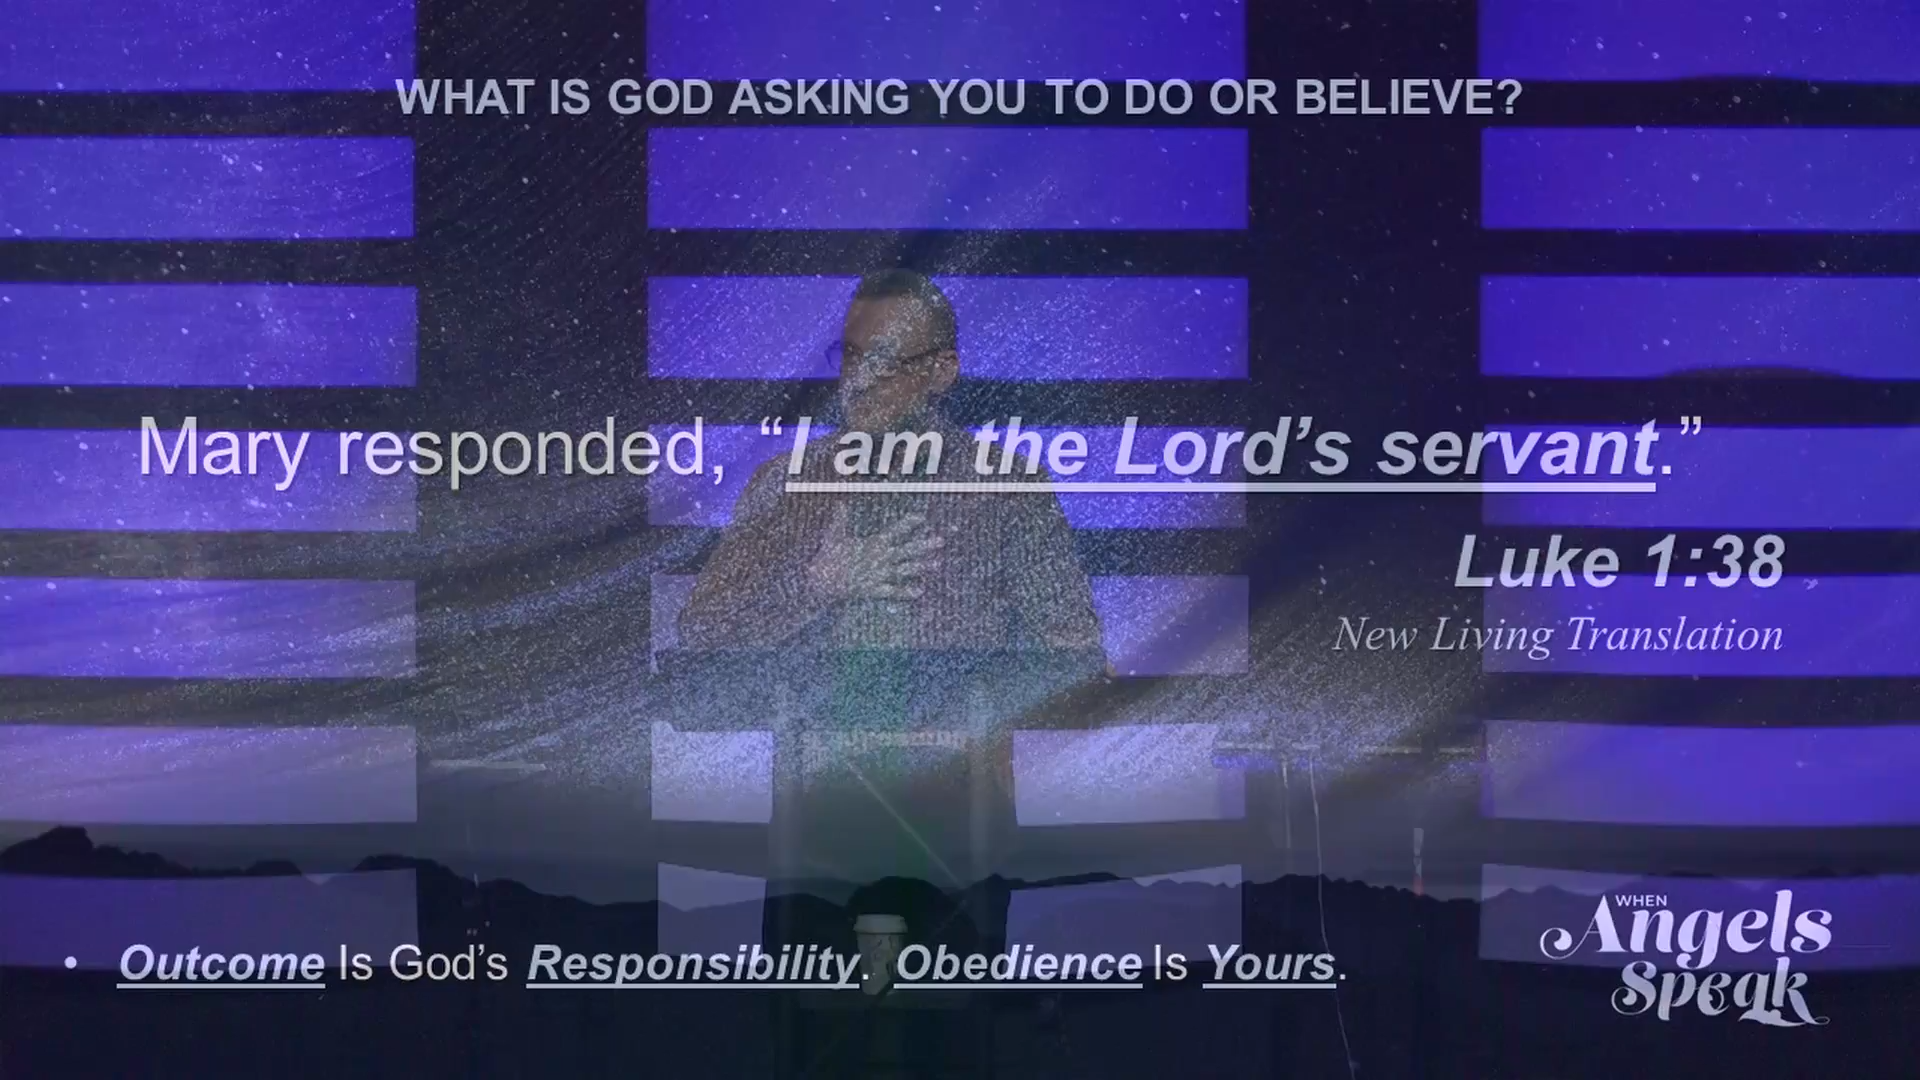 WHAT IS GOD ASKING YOU TO DO OR BELIEVE?
Mary responded, “I am the Lord’s servant.”
Luke 1:38
New Living Translation
• Outcome Is God’s Responsibility. Obedience Is Yours.
WHEN
Angels
Speak